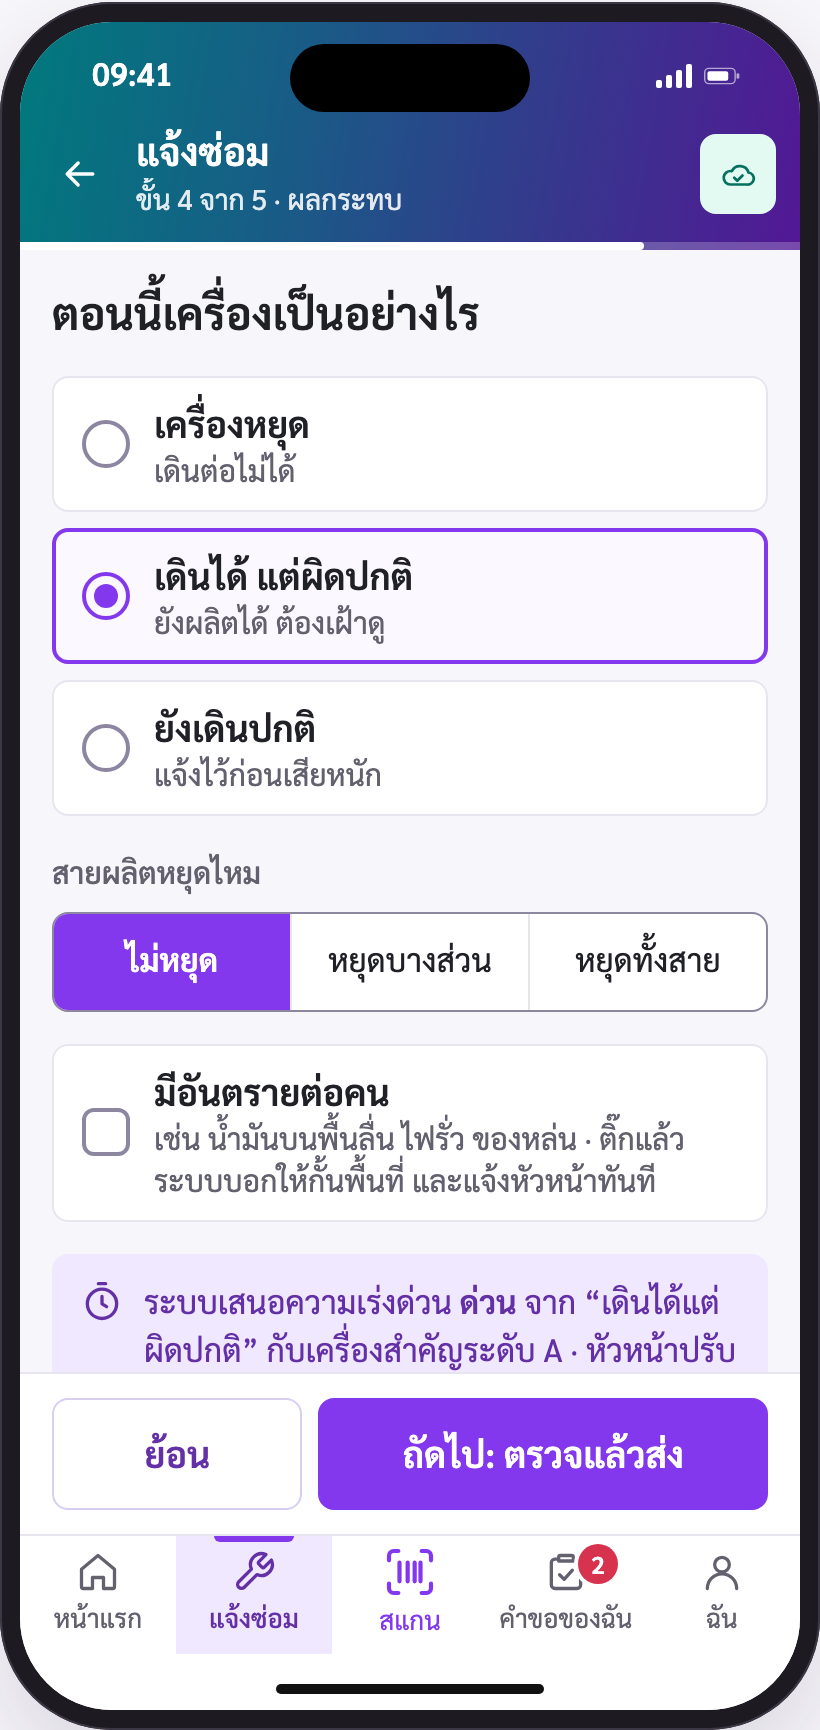 09:41
แจ้งซ่อม
ขั้น 4 จาก 5 · ผลกระทบ
ตอนนี้เครื่องเป็นอย่างไร
เครื่องหยุด
เดินต่อไม่ได้
เดินได้ แต่ผิดปกติ
ยังผลิตได้ ต้องเฝ้าดู
ยังเดินปกติ
แจ้งไว้ก่อนเสียหนัก
สายผลิตหยุดไหม
ไม่หยุด
หยุดบางส่วน
หยุดทั้งสาย
มีอันตรายต่อคน
เช่น น้ำมันบนพื้นลื่น ไฟรั่ว ของหล่น · ติ๊กแล้ว
ระบบบอกให้กั้นพื้นที่ และแจ้งหัวหน้าทันที
ระบบเสนอความเร่งด่วน ด่วน จาก “เดินได้แต่
ผิดปกติ” กับเครื่องสำคัญระดับ A · หัวหน้าปรับ
ย้อน
ถัดไป: ตรวจแล้วส่ง
2
หน้าแรก
แจ้งซ่อม
สแกน
คำขอของฉัน
ฉัน